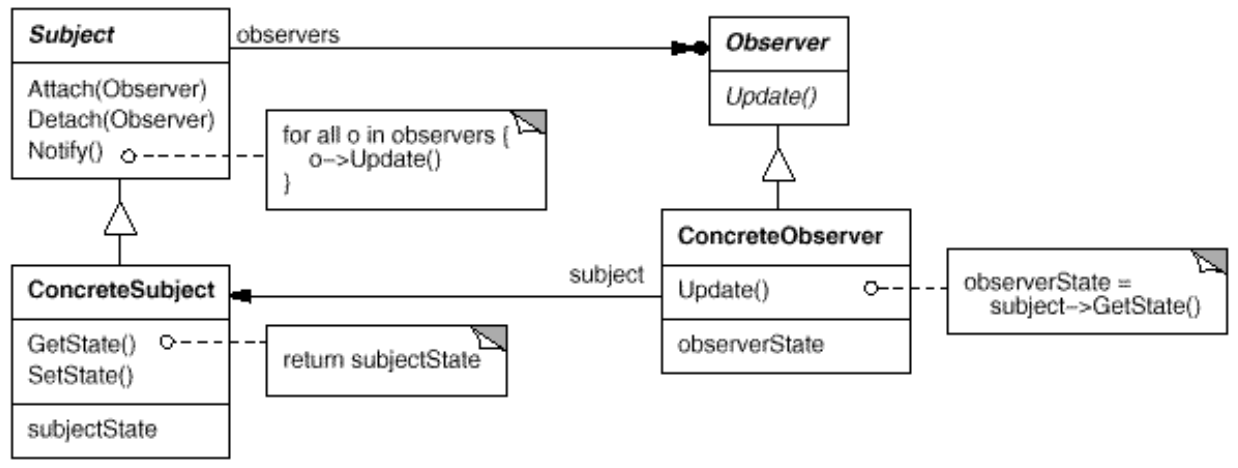 Subject
observers
Observer
Attach(Observer)
Detach(Observer)
Notify()
for all o in observers {
o->Update()
}
Update()
ConcreteSubject
GetState()
SetState()
subjectState
return subjectState
subject
ConcreteObserver
Update()
observerState
observerState =
subject->GetState()